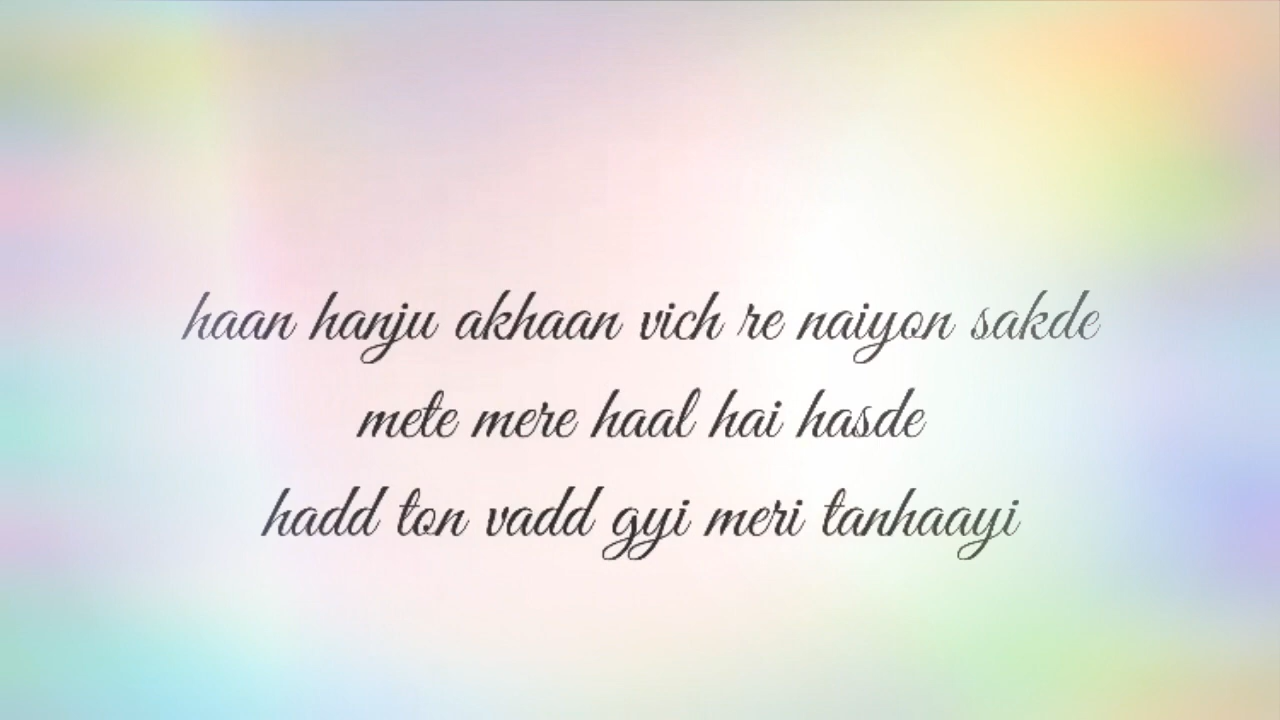 haan hanju akhaan vich re naiyon sakde
mete mere haal hai hasde
hadd ton vadd gyi meri tanhaayi